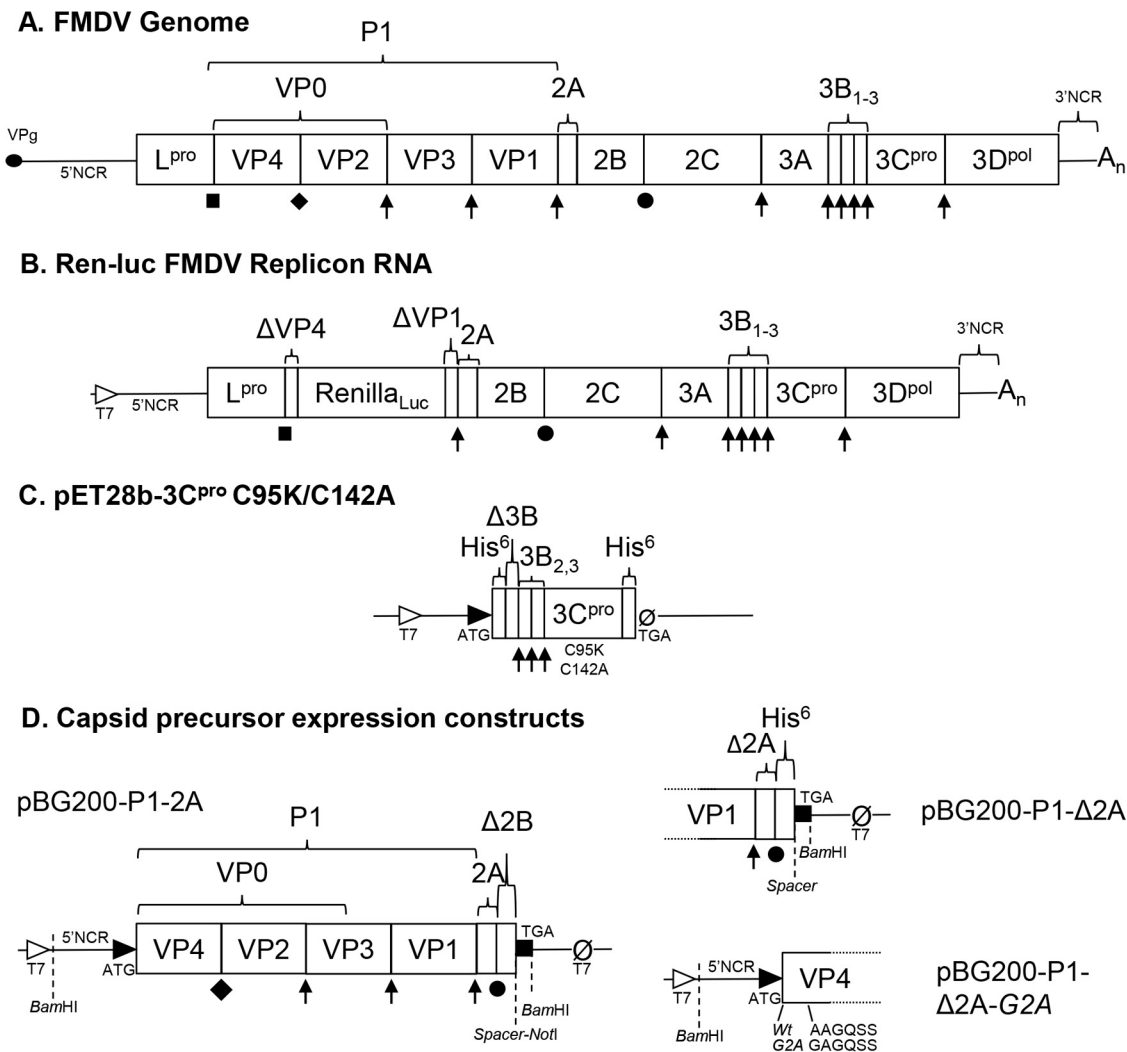 A. FMDV Genome
P1
VP0
2A
3B1-3
3’NCR
VPg
5’NCR
Lpro
VP4
VP2
VP3
VP1
2B
2C
3A
3Cpro
3Dpol
An
B. Ren-luc FMDV Replicon RNA
ΔVP4
ΔVP1
2A
3B1-3
3’NCR
T7
5’NCR
Lpro
RenillaLuc
2B
2C
3A
3Cpro
3Dpol
An
C. pET28b-3Cpro C95K/C142A
Δ3B
His6
3B2,3
His6
T7
ATG
3Cpro
Ø
TGA
C95K
C142A
D. Capsid precursor expression constructs
pBG200-P1-2A
P1
VP0
2A
Δ2B
T7
5’NCR
ATG
VP4
VP2
VP3
VP1
TGA
Ø
T7
BamHI
BamHI
Spacer-NotI
His6
Δ2A
VP1
TGA
Ø
T7
BamHI
Spacer
pBG200-P1-Δ2A
T7
5’NCR
ATG
VP4
BamHI
Wt AAGQSS
G2A GAGQSS
pBG200-P1-
Δ2A-G2A